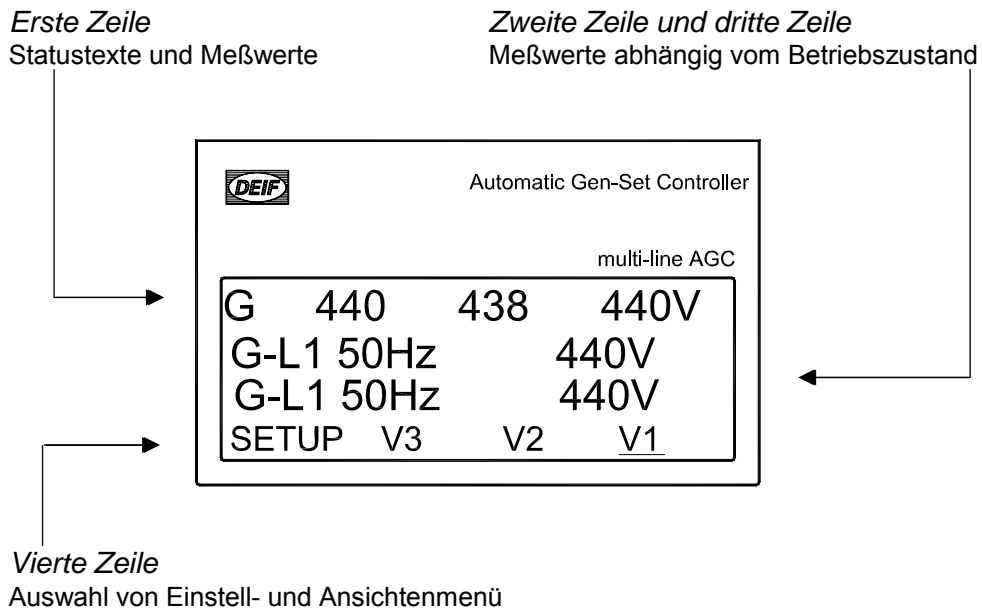 Erste Zeile
Statustexte und Meßwerte
Zweite Zeile und dritte Zeile
Meßwerte abhängig vom Betriebszustand
DEIF
Automatic Gen-Set Controller
multi-line AGC
G 440 438 440V
G-L1 50Hz 440V
G-L1 50Hz 440V
SETUP V3 V2 V1
Vierte Zeile
Auswahl von Einstell- und Ansichtenmenü